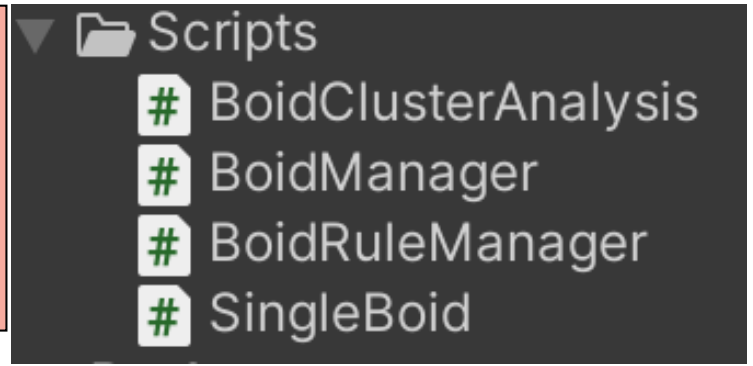 Scripts
# BoidClusterAnalysis
# BoidManager
# BoidRuleManager
# SingleBoid